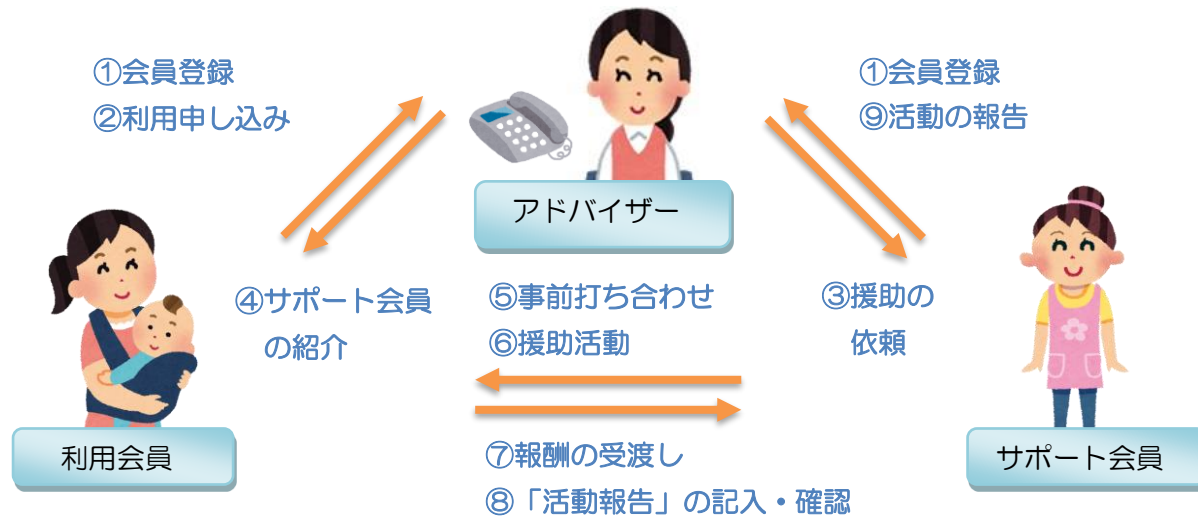 ①会員登録
②利用申し込み
①会員登録
⑨活動の報告
アドバイザー
④サポート会員
の紹介
⑤事前打ち合わせ
⑥援助活動
③援助の
依頼
利用会員
サポート会員
⑦報酬の受渡し
⑧「活動報告」の記入・確認